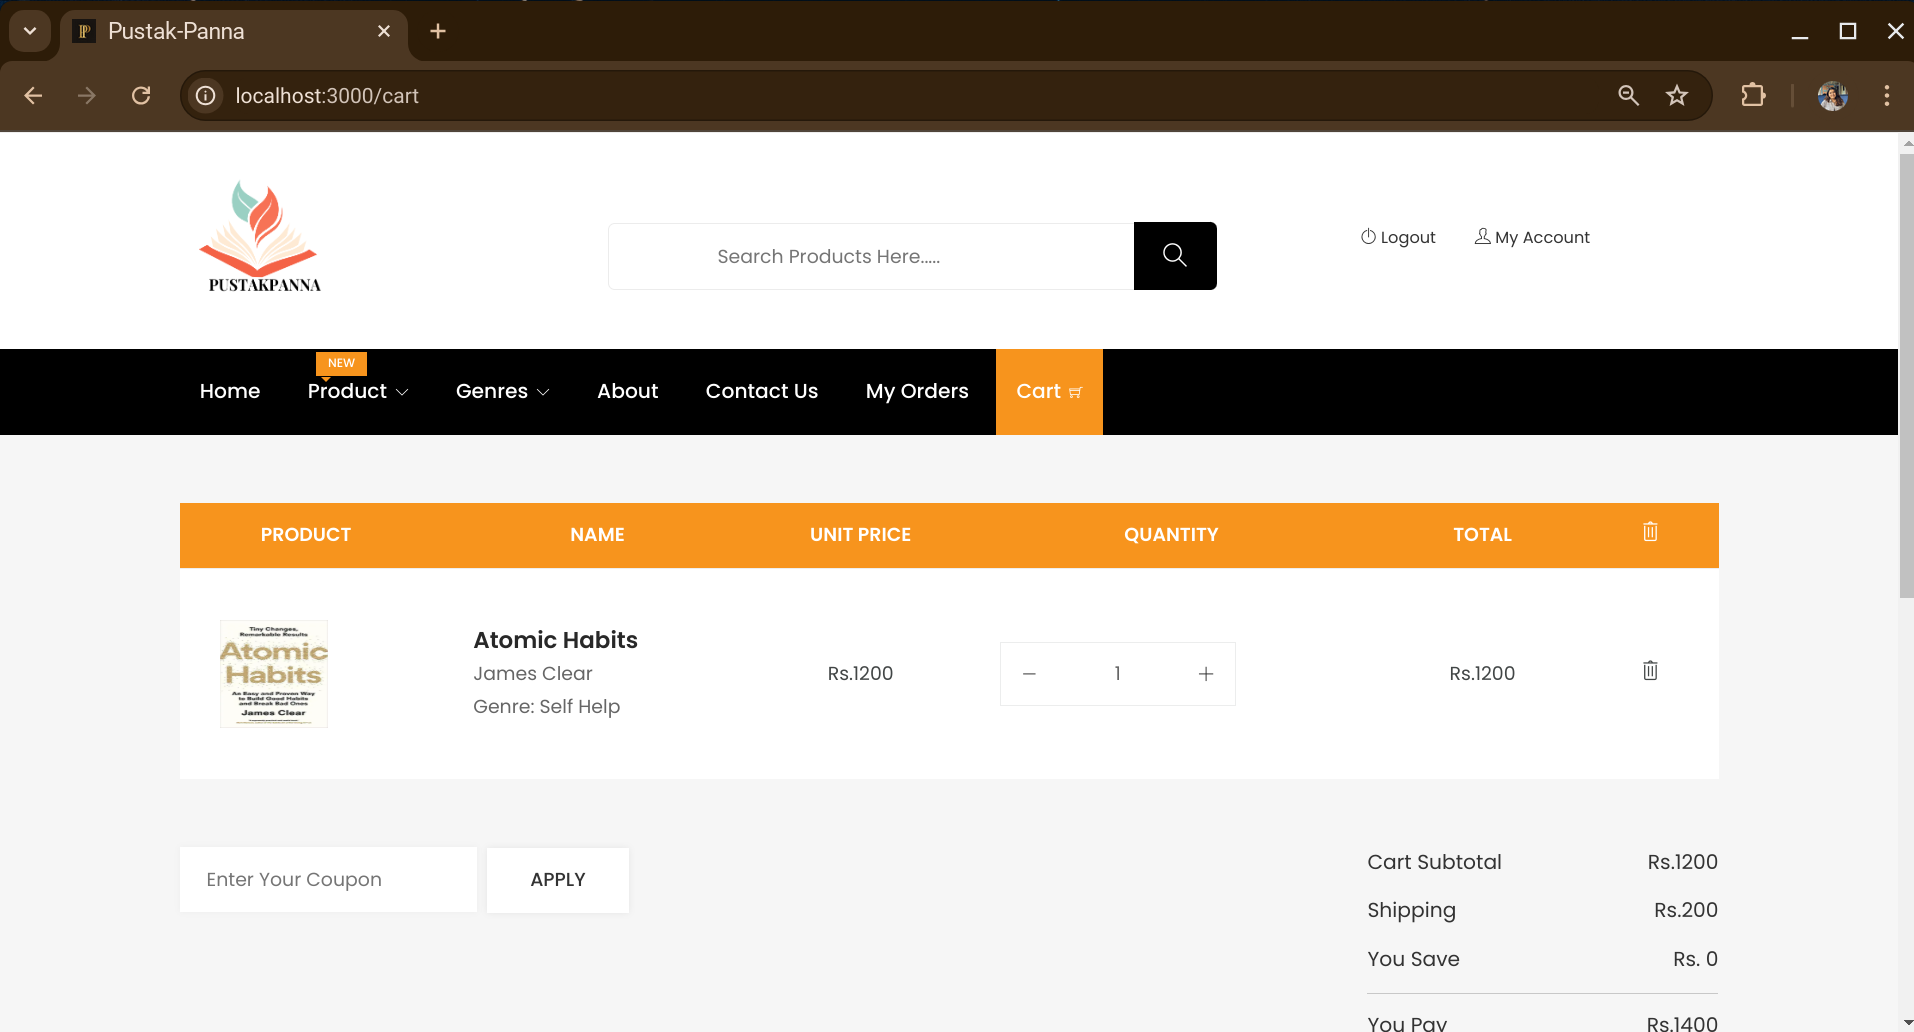 Pustak-Panna
localhost:3000/cart
PUSTAKPANNA
Search Products Here.....
Logout
My Account
NEW
Home
Product
Genres
About
Contact Us
My Orders
Cart
PRODUCT
NAME
UNIT PRICE
QUANTITY
TOTAL
Tiny Changes,
Remarkable Results
Atomic
Habits
An Easy and Proven Way
to Build Good Habits
and Break Bad Ones
James Clear
Atomic Habits
James Clear
Genre: Self Help
Rs.1200
1
Rs.1200
Enter Your Coupon
APPLY
Cart Subtotal Rs.1200
Shipping Rs.200
You Save Rs. 0
You Pay Rs.1400